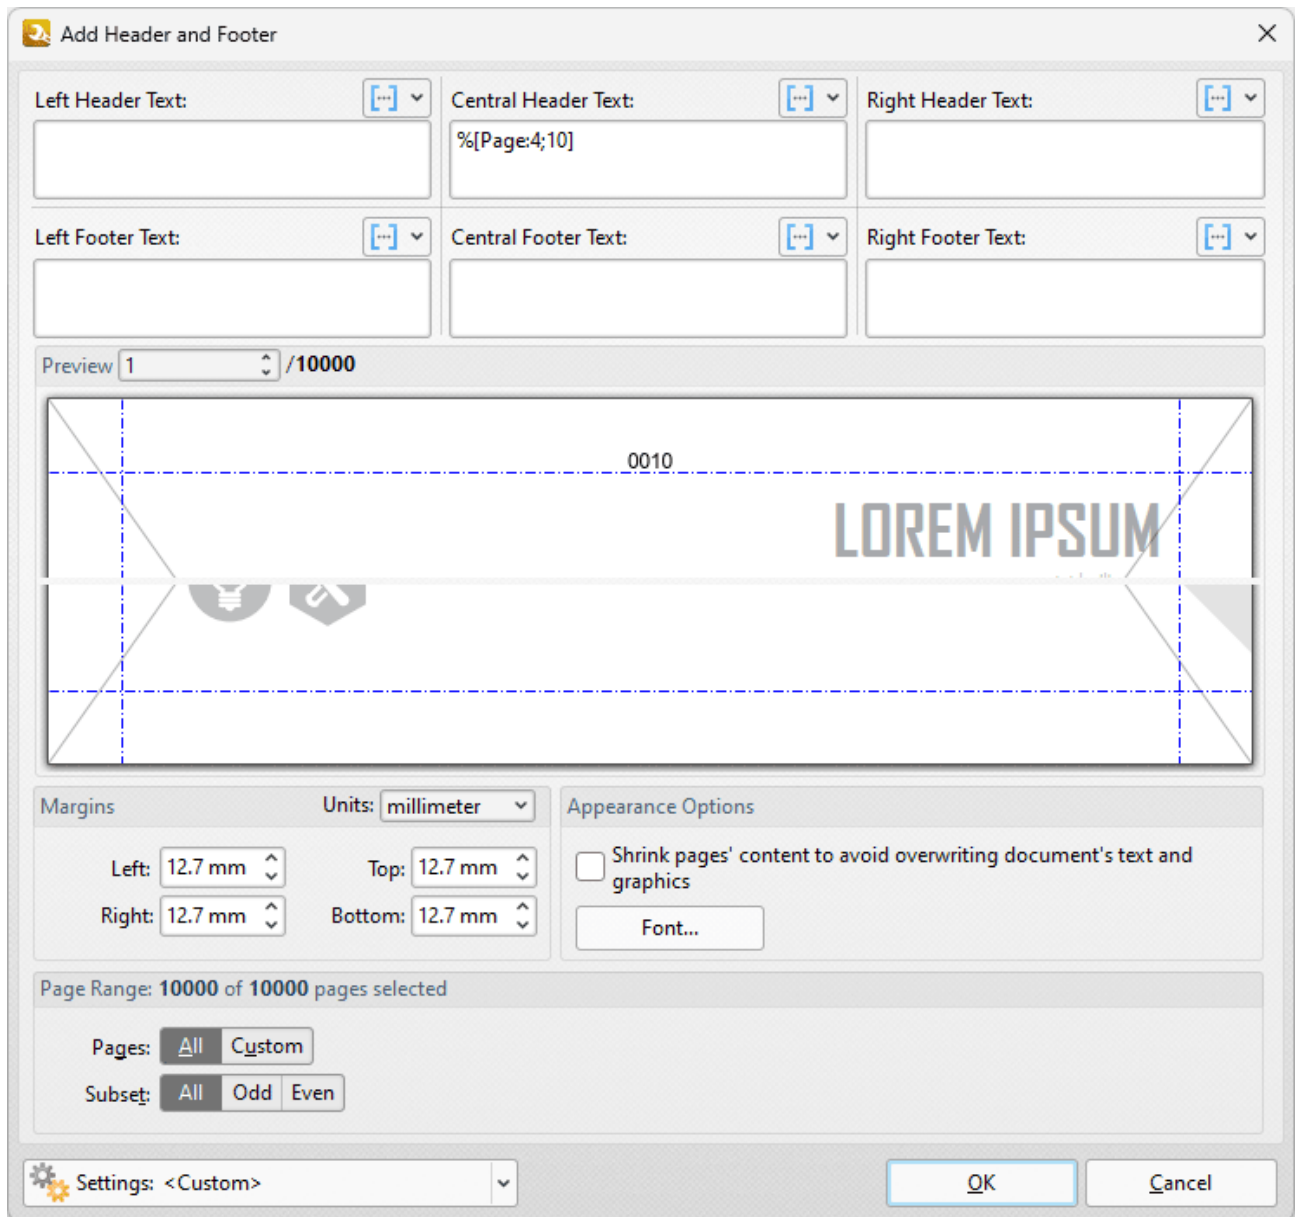 Add Header and Footer
Left Header Text:
Central Header Text:
Right Header Text:
%[Page:4;10]
Left Footer Text:
Central Footer Text:
Right Footer Text:
Preview 1 /10000
0010
LOREM IPSUM
Margins
Units: millimeter
Appearance Options
Left: 12.7 mm
Top: 12.7 mm
Shrink pages' content to avoid overwriting document's text and
graphics
Right: 12.7 mm
Bottom: 12.7 mm
Font...
Page Range: 10000 of 10000 pages selected
Pages: All Custom
Subset: All Odd Even
Settings: <Custom>
OK
Cancel